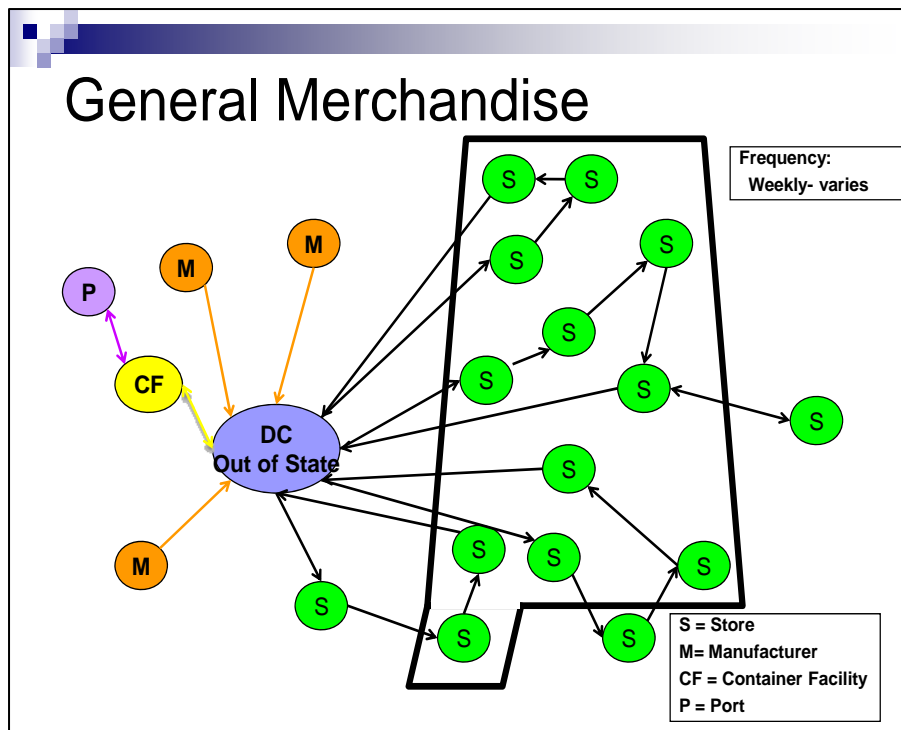 General Merchandise
Frequency:
Weekly- varies
S
S
S
S
M
M
P
S
S
CF
S
S
DC
Out of State
S
S
S
S
M
S
S
S
S = Store
M= Manufacturer
CF = Container Facility
P = Port